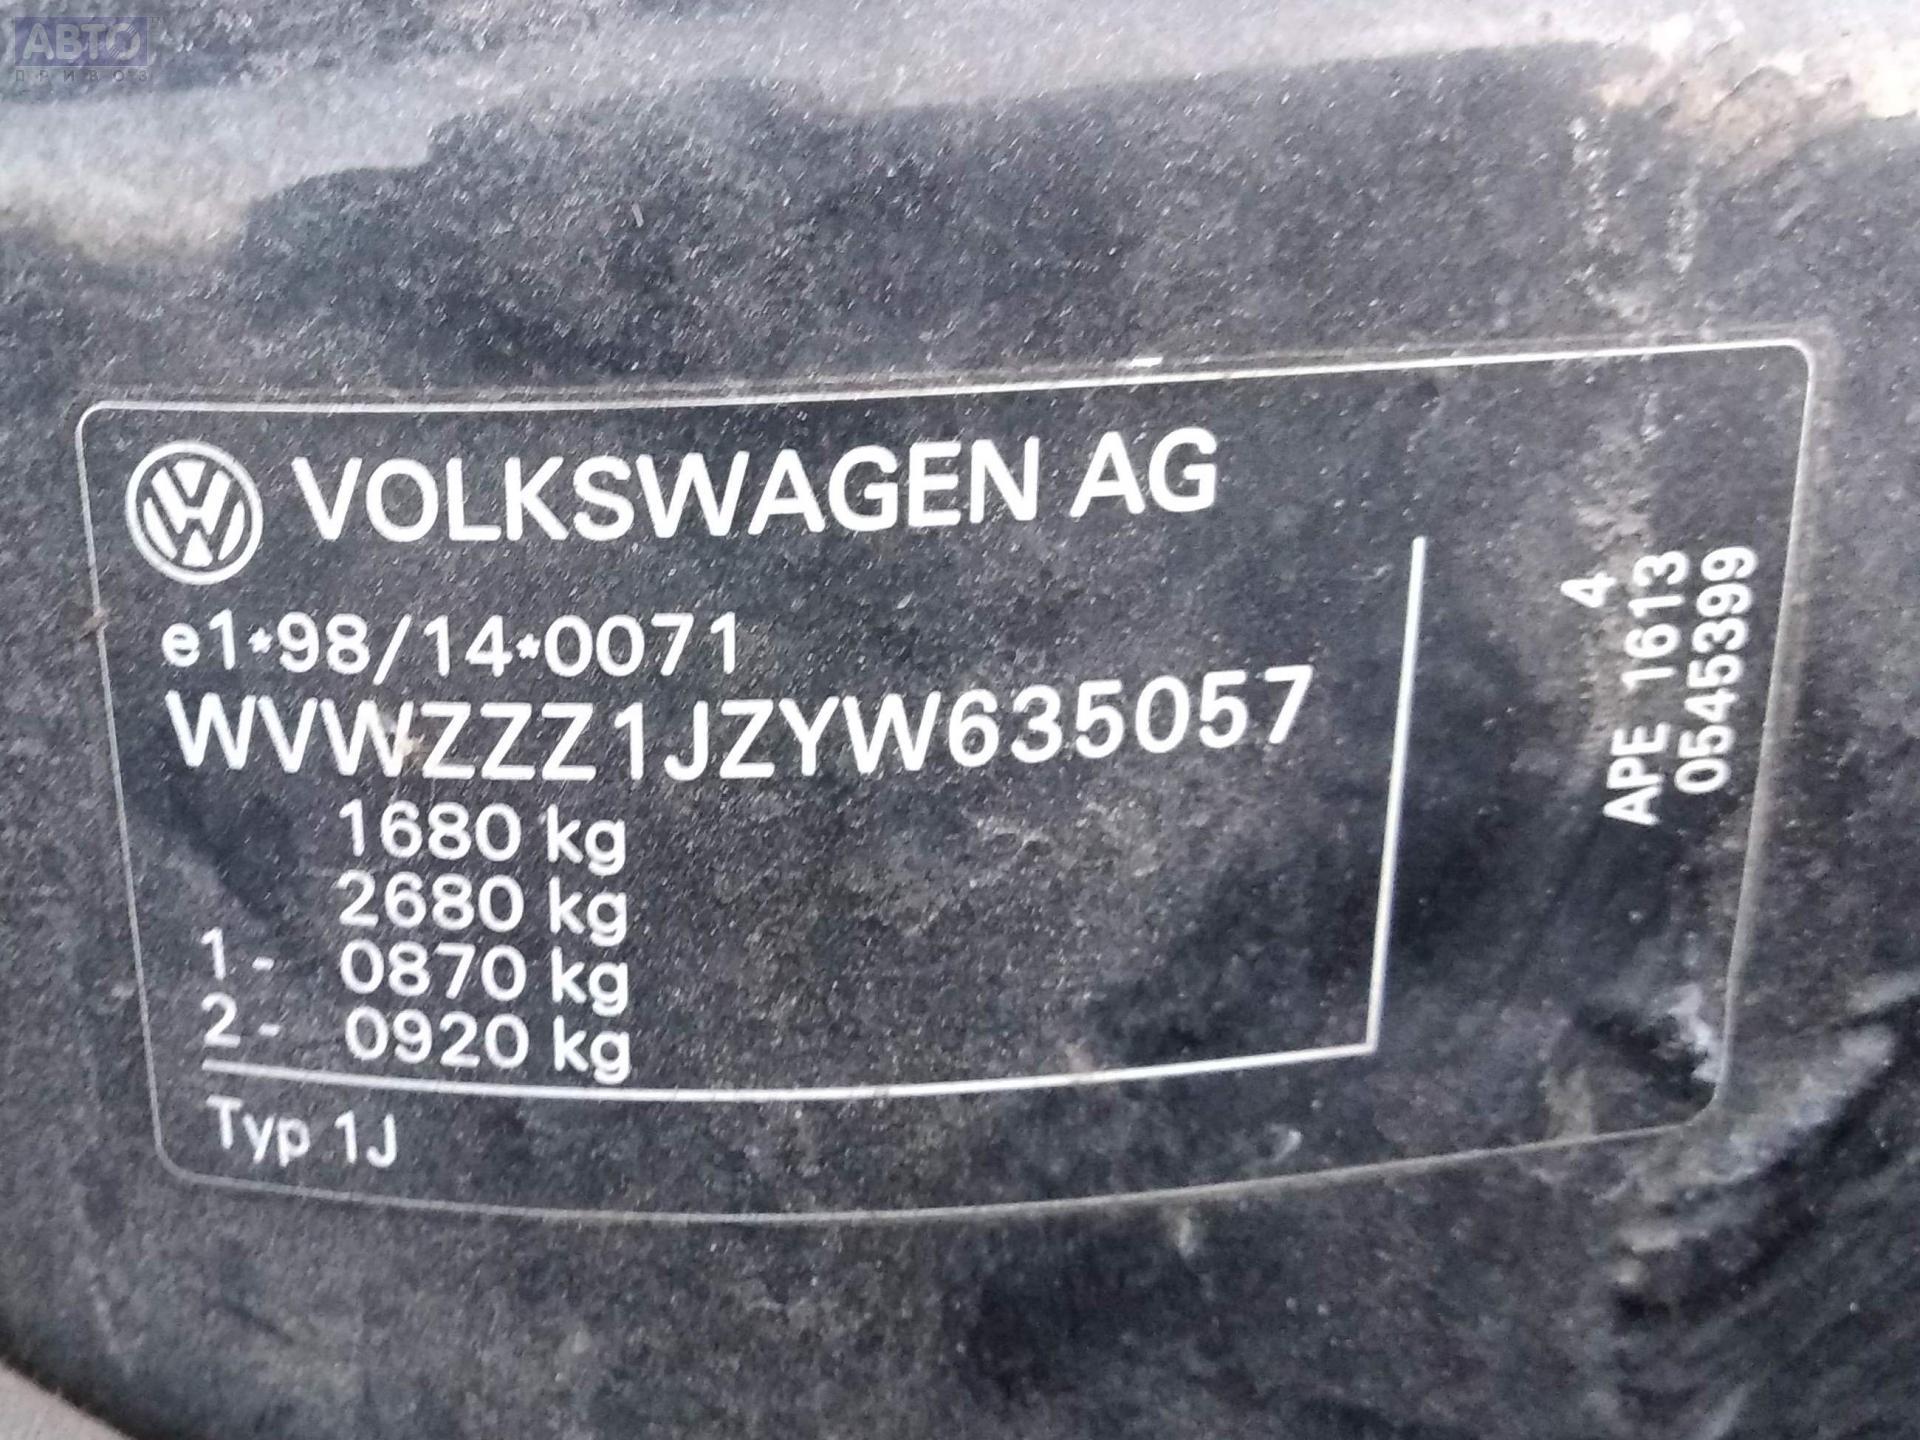 АВТО
ПРИВОЗ
VOLKSWAGEN AG
e1*98/14*0071
WVWZZZ1JZYW635057
1680 kg
2680 kg
1- 0870 kg
2- 0920 kg
Typ 1J
4
APE 1613
0545399